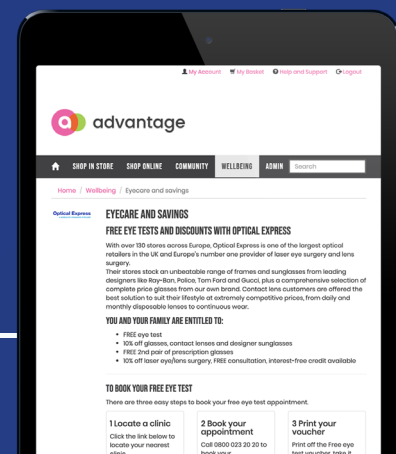 My Account My Basket Help and Support Logout
advantage
SHOP IN STORE SHOP ONLINE COMMUNITY WELLBEING ADMIN Search
Home / Wellbeing / Eyecare and savings
Optical Express
EYECARE AND SAVINGS
FREE EYE TESTS AND DISCOUNTS WITH OPTICAL EXPRESS
With over 130 stores across Europe, Optical Express is one of the largest optical
retailers in the UK and Europe's number one provider of laser eye surgery and lens
surgery.
Their stores stock an unbeatable range of frames and sunglasses from leading
designers like Ray-Ban, Police, Tom Ford and Gucci, plus a comprehensive selection of
complete price glasses from our own brand. Contact lens customers are offered the
best solution to suit their lifestyle at extremely competitive prices, from daily and
monthly disposable lenses to continuous wear.
YOU AND YOUR FAMILY ARE ENTITLED TO:
• FREE eye test
• 10% off glasses, contact lenses and designer sunglasses
• FREE 2nd pair of prescription glasses
• 10% off laser eye/lens surgery, FREE consultation, interest-free credit available
TO BOOK YOUR FREE EYE TEST
There are three easy steps to book your free eye test appointment.
1 Locate a clinic
Click the link below to
locate your nearest
clinic
2 Book your
appointment
Call 0800 023 20 20 to
book your
3 Print your
voucher
Print off the Free eye
test voucher, take it